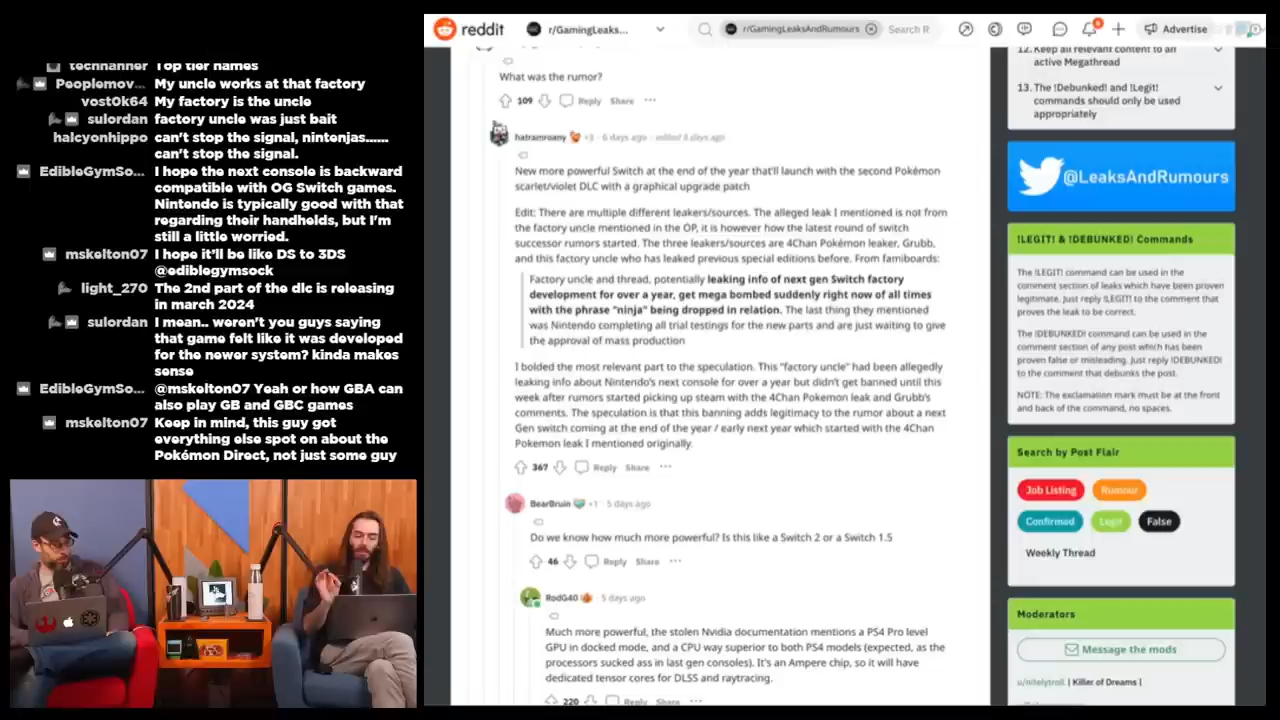 technanner Top tier names
Peoplemov... My uncle works at that factory
vost0k64 My factory is the uncle
sulordan factory uncle was just bait
halcyonhippo can't stop the signal, nintenjas......
can't stop the signal.
EdibleGymSo... I hope the next console is backward
compatible with OG Switch games.
Nintendo is typically good with that
regarding their handhelds, but I'm
still a little worried.
mskelton07 I hope it'll be like DS to 3DS
@ediblegymsock
light_270 The 2nd part of the dlc is releasing
in march 2024
sulordan I mean.. weren't you guys saying
that game felt like it was developed
for the newer system? kinda makes
sense
EdibleGymSo... @mskelton07 Yeah or how GBA can
also play GB and GBC games
mskelton07 Keep in mind, this guy got
everything else spot on about the
Pokémon Direct, not just some guy
reddit
r/GamingLeaks...
r/GamingLeaksAndRumours
Search R
6
Advertise
What was the rumor?
109 Reply Share ...
hatramroany +3 · 6 days ago · edited 6 days ago
New more powerful Switch at the end of the year that'll launch with the second Pokémon
scarlet/violet DLC with a graphical upgrade patch
Edit: There are multiple different leakers/sources. The alleged leak I mentioned is not from
the factory uncle mentioned in the OP, it is however how the latest round of switch
successor rumors started. The three leakers/sources are 4Chan Pokémon leaker, Grubb,
and this factory uncle who has leaked previous special editions before. From famiboards:
Factory uncle and thread, potentially leaking info of next gen Switch factory
development for over a year, get mega bombed suddenly right now of all times
with the phrase "ninja" being dropped in relation. The last thing they mentioned
was Nintendo completing all trial testings for the new parts and are just waiting to give
the approval of mass production
I bolded the most relevant part to the speculation. This "factory uncle" had been allegedly
leaking info about Nintendo's next console for over a year but didn't get banned until this
week after rumors started picking up steam with the 4Chan Pokemon leak and Grubb's
comments. The speculation is that this banning adds legitimacy to the rumor about a next
Gen switch coming at the end of the year / early next year which started with the 4Chan
Pokemon leak I mentioned originally.
367 Reply Share ...
BearBruin +1 · 5 days ago
Do we know how much more powerful? Is this like a Switch 2 or a Switch 1.5
46 Reply Share ...
RodG40 · 5 days ago
Much more powerful, the stolen Nvidia documentation mentions a PS4 Pro level
GPU in docked mode, and a CPU way superior to both PS4 models (expected, as the
processors sucked ass in last gen consoles). It's an Ampere chip, so it will have
dedicated tensor cores for DLSS and raytracing.
220 Reply Share ...
12. Keep all relevant content to an
active Megathread
13. The !Debunked! and !Legit!
commands should only be used
appropriately
@LeaksAndRumours
!LEGIT! & !DEBUNKED! Commands
The !LEGIT! command can be used in the
comment section of leaks which have been proven
legitimate. Just reply !LEGIT! to the comment that
proves the leak to be correct.
The !DEBUNKED! command can be used in the
comment section of any post which has been
proven false or misleading. Just reply !DEBUNKED!
to the comment that debunks the post.
NOTE: The exclamation mark must be at the front
and back of the command, no spaces.
Search by Post Flair
Job Listing Rumour
Confirmed Legit False
Weekly Thread
Moderators
Message the mods
u/nitelytroll | Killer of Dreams |